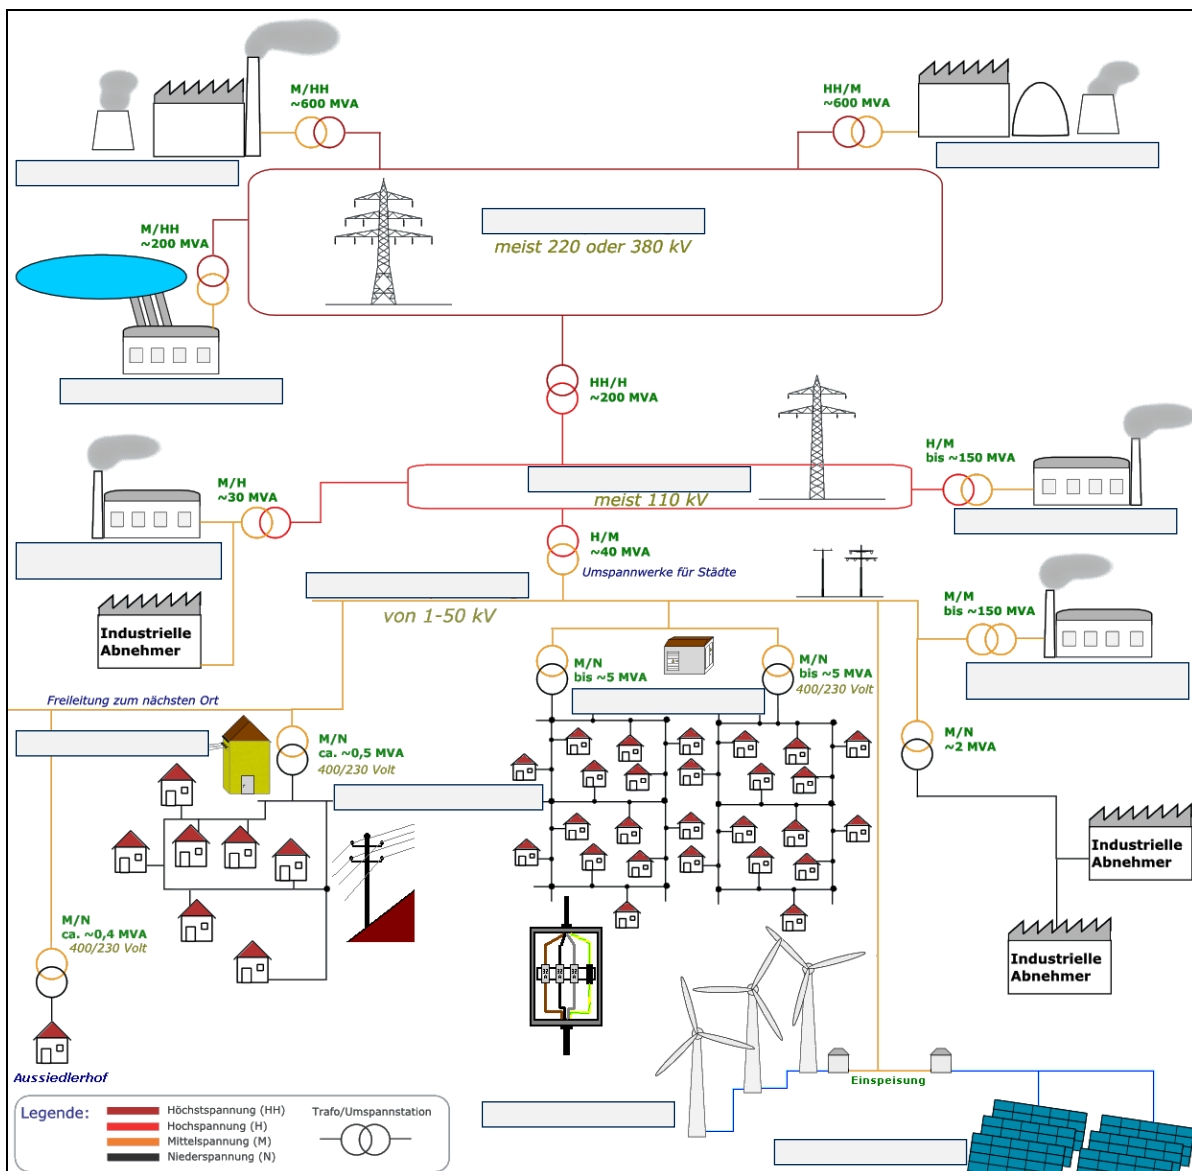 M/HH
~600 MVA
HH/M
~600 MVA
M/HH
~200 MVA
meist 220 oder 380 kV
HH/H
~200 MVA
H/M
bis ~150 MVA
M/H
~30 MVA
meist 110 kV
H/M
~40 MVA
Umspannwerke für Städte
von 1-50 kV
M/M
bis ~150 MVA
Industrielle
Abnehmer
M/N
bis ~5 MVA
M/N
bis ~5 MVA
400/230 Volt
Freileitung zum nächsten Ort
M/N
ca. ~0,5 MVA
400/230 Volt
M/N
~2 MVA
Industrielle
Abnehmer
M/N
ca. ~0,4 MVA
400/230 Volt
Industrielle
Abnehmer
Aussiedlerhof
Einspeisung
Legende:
Höchstspannung (HH)
Hochspannung (H)
Mittelspannung (M)
Niederspannung (N)
Trafo/Umspannstation